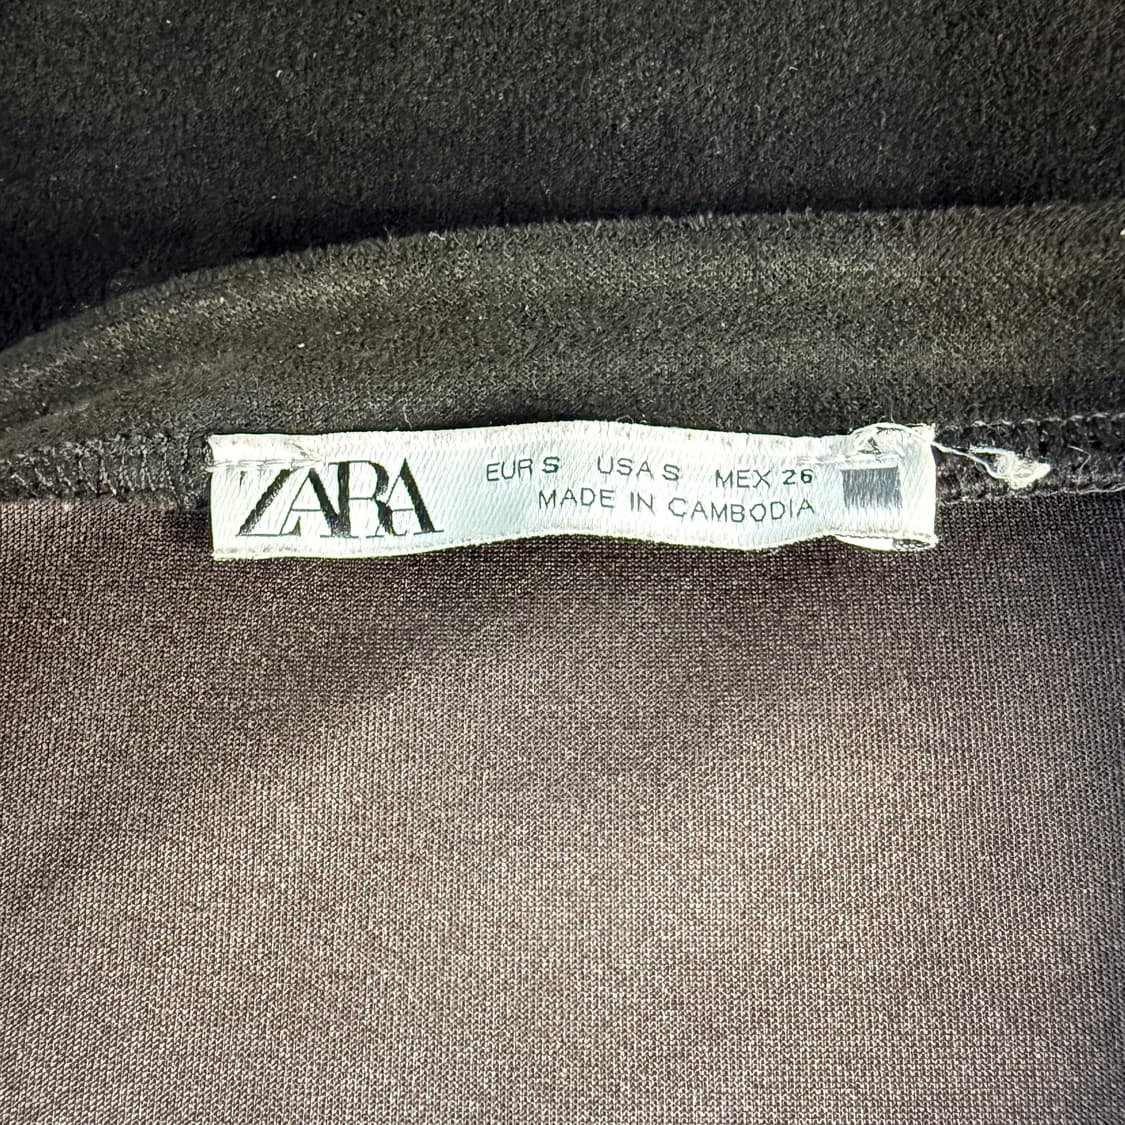 ZARA
EUR S USA S MEX 26
MADE IN CAMBODIA